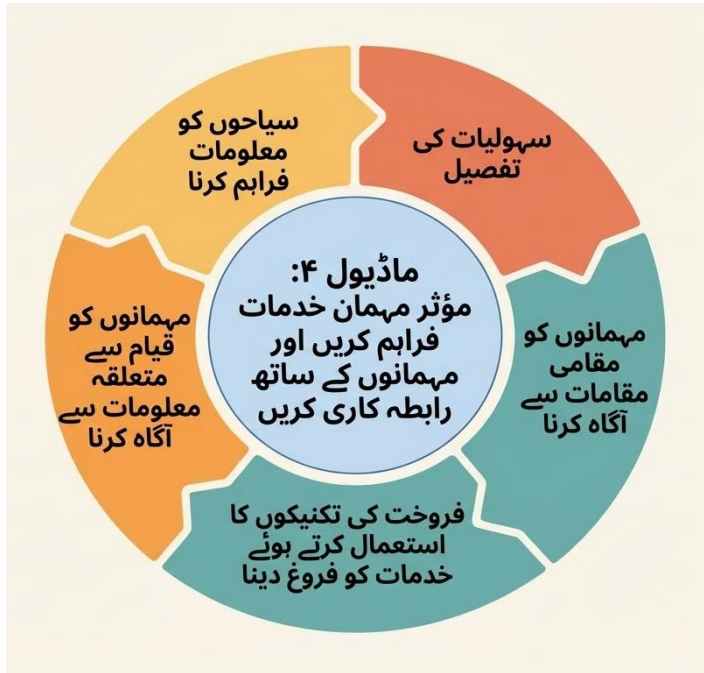 ماڈیول ۴:
مؤثر مہمان خدمات
فراہم کریں اور
مہمانوں کے ساتھ
رابطہ کاری کریں
سہولیات کی
تفصیل
مہمانوں کو
مقامی
مقامات سے
آگاہ کرنا
فروخت کی تکنیکوں کا
استعمال کرتے ہوئے
خدمات کو فروغ دینا
مہمانوں کو
قیام سے
متعلقہ
معلومات سے
آگاہ کرنا
سیاحوں کو
معلومات
فراہم کرنا